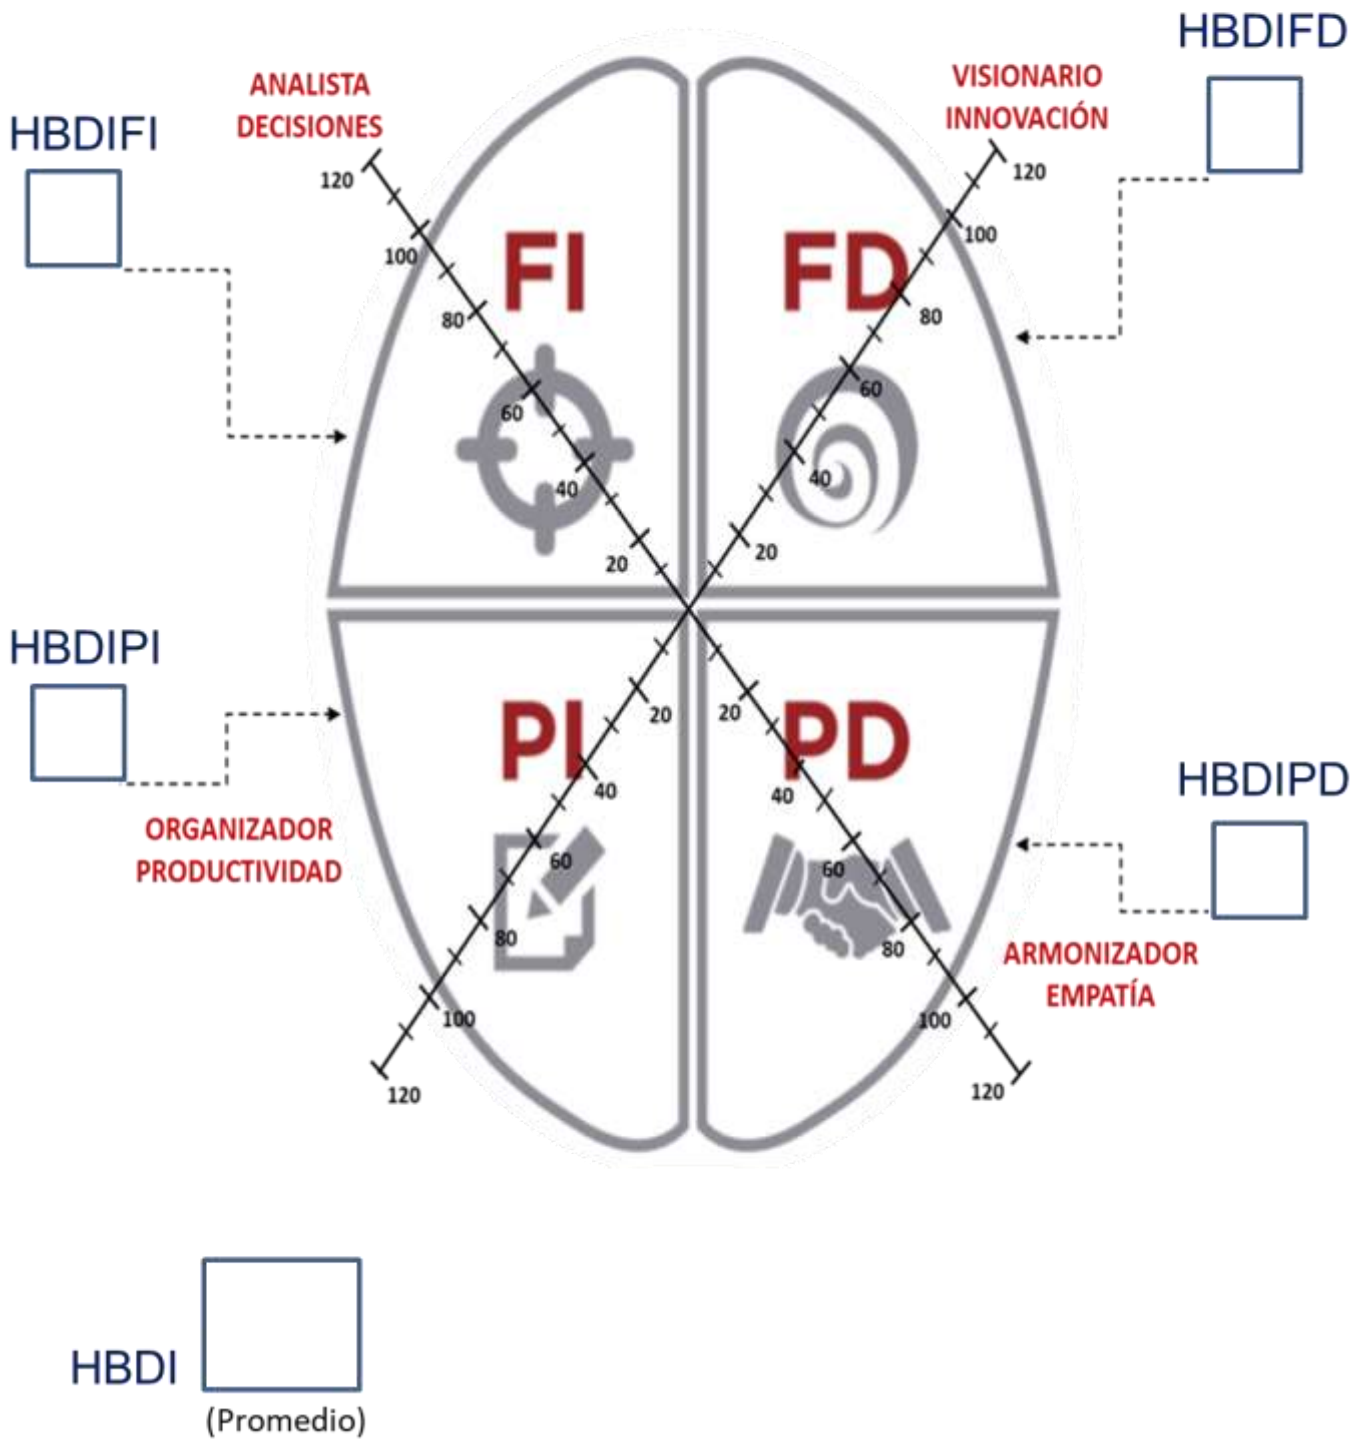 HBDIFD
VISIONARIO
INNOVACIÓN
ANALISTA
DECISIONES
HBDIFI
120
100
80
60
40
20
120
100
80
60
40
20
FI
FD
HBDIPI
ORGANIZADOR
PRODUCTIVIDAD
PI
PD
20
40
60
80
100
120
20
40
60
80
100
120
HBDIPD
ARMONIZADOR
EMPATÍA
HBDI
(Promedio)